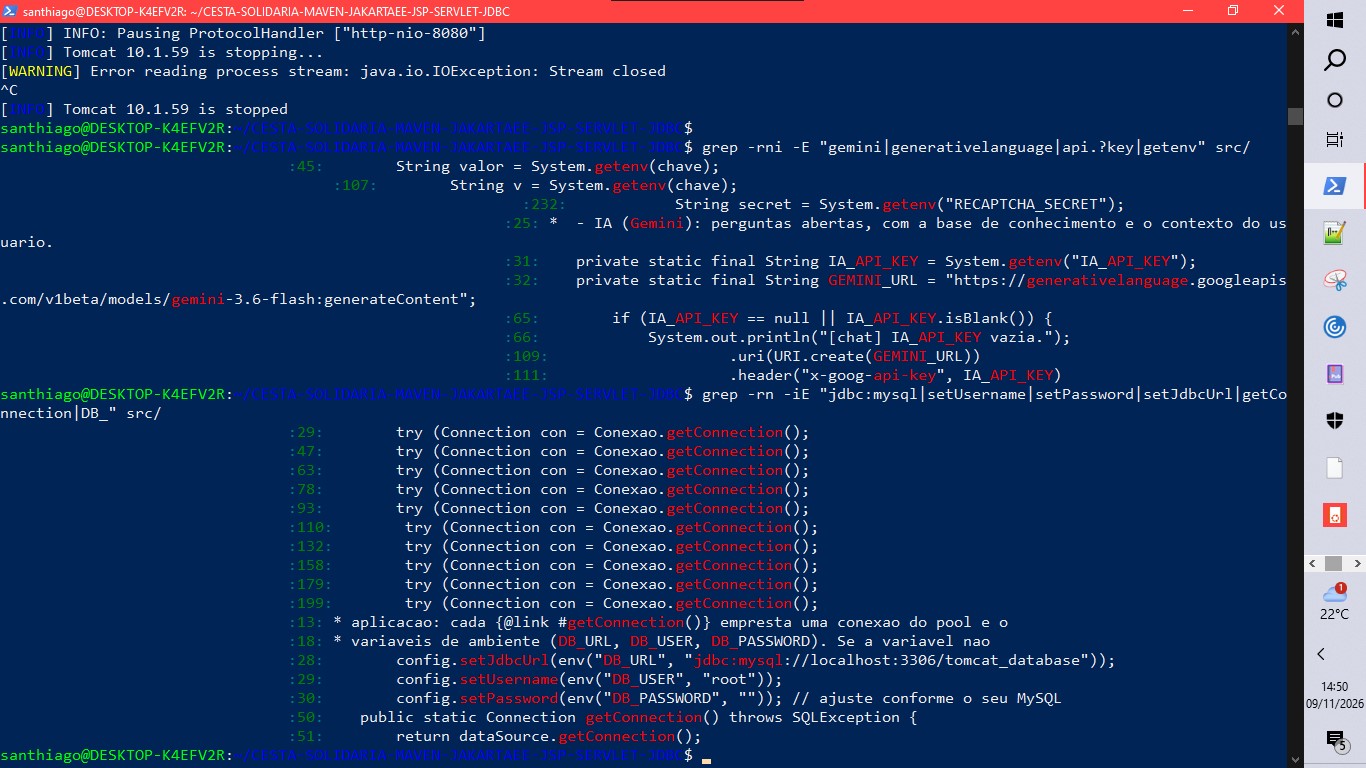 santhiago@DESKTOP-K4EFV2R: ~/CESTA-SOLIDARIA-MAVEN-JAKARTAEE-JSP-SERVLET-JDBC
[INFO] INFO: Pausing ProtocolHandler ["http-nio-8080"]
[INFO] Tomcat 10.1.59 is stopping...
[WARNING] Error reading process stream: java.io.IOException: Stream closed
^C
[INFO] Tomcat 10.1.59 is stopped
santhiago@DESKTOP-K4EFV2R:~/CESTA-SOLIDARIA-MAVEN-JAKARTAEE-JSP-SERVLET-JDBC$
santhiago@DESKTOP-K4EFV2R:~/CESTA-SOLIDARIA-MAVEN-JAKARTAEE-JSP-SERVLET-JDBC$ grep -rni -E "gemini|generativelanguage|api.?key|getenv" src/
:45:        String valor = System.getenv(chave);
:107:        String v = System.getenv(chave);
:232:            String secret = System.getenv("RECAPTCHA_SECRET");
:25: *  - IA (Gemini): perguntas abertas, com a base de conhecimento e o contexto do us
uario.
:31:    private static final String IA_API_KEY = System.getenv("IA_API_KEY");
:32:    private static final String GEMINI_URL = "https://generativelanguage.googleapis
.com/v1beta/models/gemini-3.6-flash:generateContent";
:65:        if (IA_API_KEY == null || IA_API_KEY.isBlank()) {
:66:            System.out.println("[chat] IA_API_KEY vazia.");
:109:                    .uri(URI.create(GEMINI_URL))
:111:                    .header("x-goog-api-key", IA_API_KEY)
santhiago@DESKTOP-K4EFV2R:~/CESTA-SOLIDARIA-MAVEN-JAKARTAEE-JSP-SERVLET-JDBC$ grep -rn -iE "jdbc:mysql|setUsername|setPassword|setJdbcUrl|getCo
nnection|DB_" src/
:29:        try (Connection con = Conexao.getConnection();
:47:        try (Connection con = Conexao.getConnection();
:63:        try (Connection con = Conexao.getConnection();
:78:        try (Connection con = Conexao.getConnection();
:93:        try (Connection con = Conexao.getConnection();
:110:        try (Connection con = Conexao.getConnection();
:132:        try (Connection con = Conexao.getConnection();
:158:        try (Connection con = Conexao.getConnection();
:179:        try (Connection con = Conexao.getConnection();
:199:        try (Connection con = Conexao.getConnection();
:13: * aplicacao: cada {@link #getConnection()} empresta uma conexao do pool e o
:18: * variaveis de ambiente (DB_URL, DB_USER, DB_PASSWORD). Se a variavel nao
:28:        config.setJdbcUrl(env("DB_URL", "jdbc:mysql://localhost:3306/tomcat_database"));
:29:        config.setUsername(env("DB_USER", "root"));
:30:        config.setPassword(env("DB_PASSWORD", "")); // ajuste conforme o seu MySQL
:50:    public static Connection getConnection() throws SQLException {
:51:        return dataSource.getConnection();
santhiago@DESKTOP-K4EFV2R:~/CESTA-SOLIDARIA-MAVEN-JAKARTAEE-JSP-SERVLET-JDBC$
1
22°C
14:50
09/11/2026
5